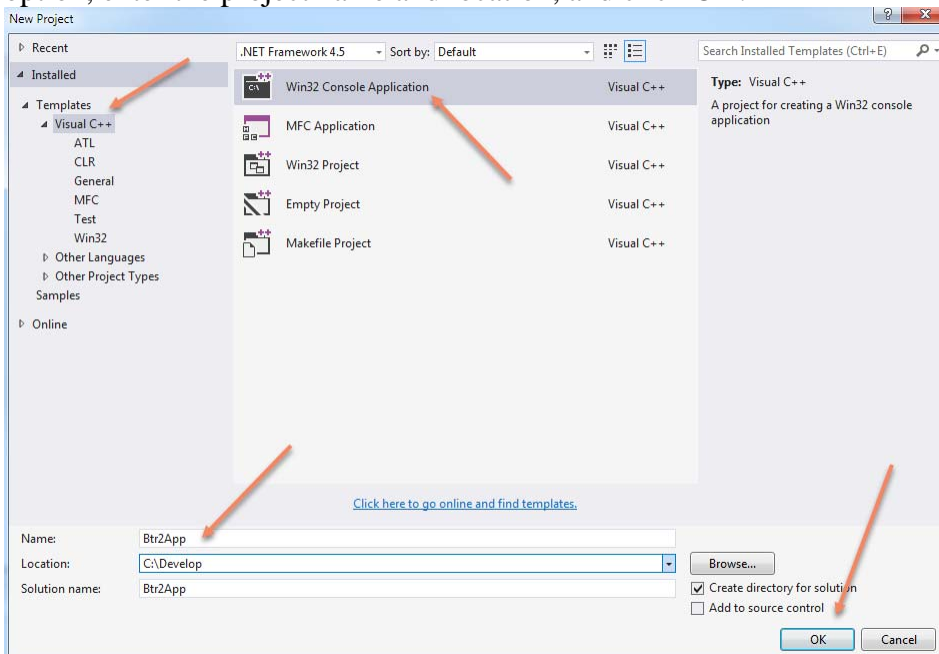 New Project
Recent
.NET Framework 4.5
Sort by: Default
Search Installed Templates (Ctrl+E)
Installed
Templates
Visual C++
ATL
CLR
General
MFC
Test
Win32
Other Languages
Other Project Types
Samples
Online
Win32 Console Application
Visual C++
MFC Application
Visual C++
Win32 Project
Visual C++
Empty Project
Visual C++
Makefile Project
Visual C++
Type: Visual C++
A project for creating a Win32 console
application
Click here to go online and find templates.
Name:
Btr2App
Location:
C:\Develop
Browse...
Solution name:
Btr2App
Create directory for solution
Add to source control
OK
Cancel